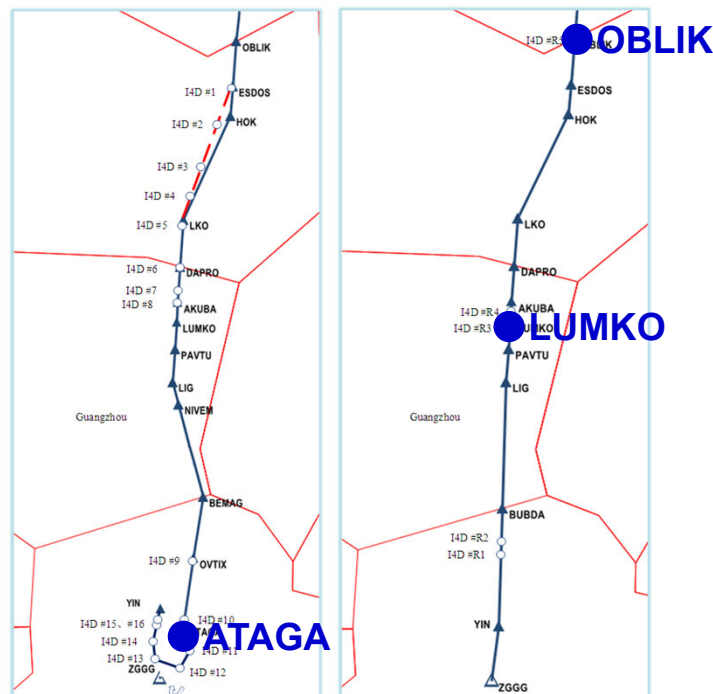 OBLIK
I4D #1
ESDOS
HOK
I4D #2
I4D #3
I4D #4
I4D #5
LKO
I4D #6
DAPRO
I4D #7
I4D #8
AKUBA
LUMKO
PAVTU
LIG
NIVEM
Guangzhou
BEMAG
I4D #9
OVTIX
YIN
I4D #10
I4D #15、#16
ATAGA
I4D #14
I4D #11
I4D #13
ZGGG
I4D #12
OBLIK
ESDOS
HOK
LKO
DAPRO
AKUBA
I4D #R4
LUMKO
I4D #R3
PAVTU
LIG
Guangzhou
BUBDA
I4D #R2
I4D #R1
YIN
ZGGG